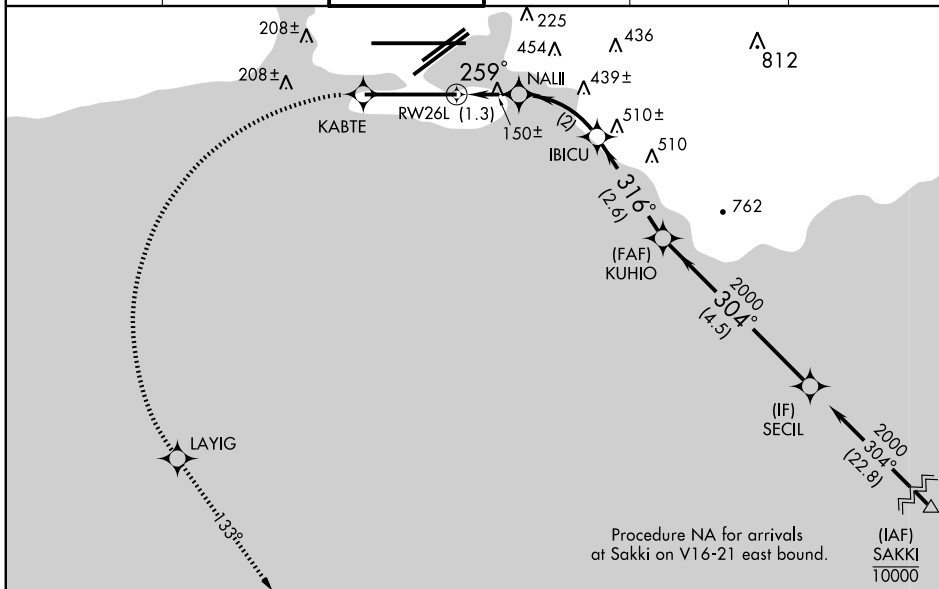 208±
225
454
436
812
208±
259°
NALII
439±
KABTE
RW26L
(1.3)
150±
(2)
510±
IBICU
510
316°
(2.6)
762
(FAF)
KUHIO
2000
304°
(4.5)
(IF)
SECIL
LAYIG
2000
304°
(22.8)
133°
Procedure NA for arrivals
at Sakki on V16-21 east bound.
(IAF)
SAKKI
10000